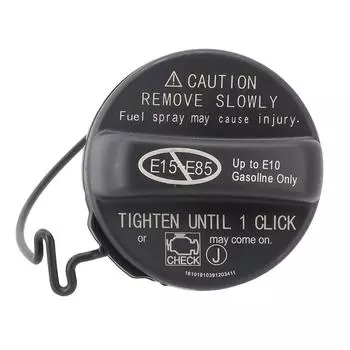 ⚠ CAUTION
REMOVE SLOWLY
Fuel spray may cause injury.
E15-E85 Up to E10
Gasoline Only
TIGHTEN UNTIL 1 CLICK
or CHECK may come on.
J
16101910391203411